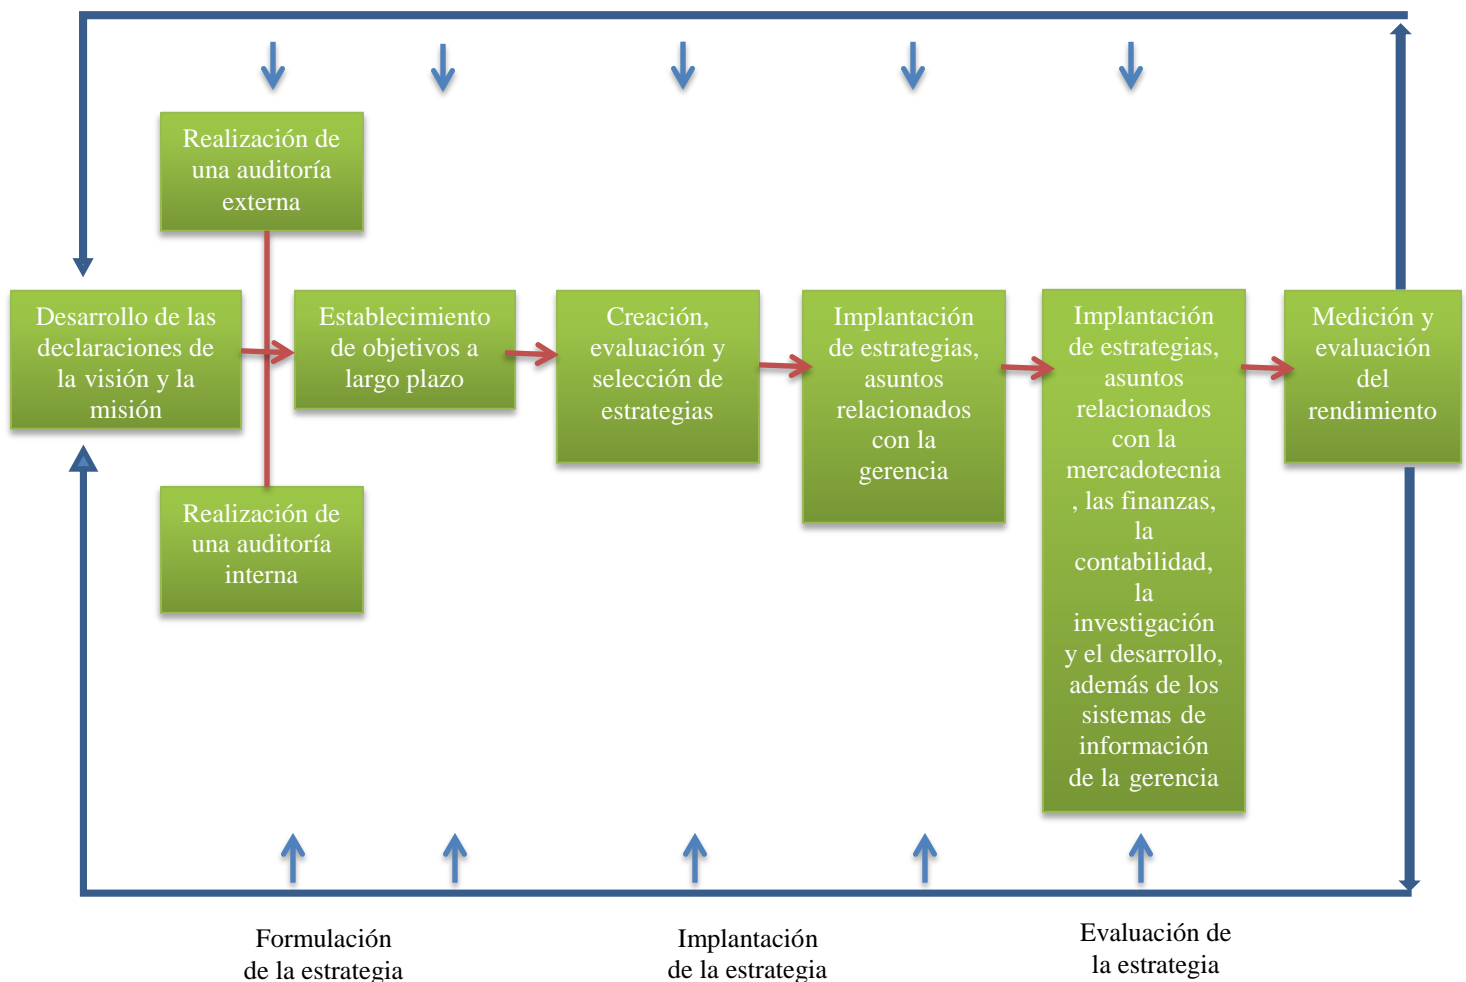 Realización de
una auditoría
externa
Desarrollo de las
declaraciones de
la visión y la
misión
Establecimiento
de objetivos a
largo plazo
Creación,
evaluación y
selección de
estrategias
Implantación
de estrategias,
asuntos
relacionados
con la
gerencia
Implantación
de estrategias,
asuntos
relacionados
con la
mercadotecnia
, las finanzas,
la
contabilidad,
la
investigación
y el desarrollo,
además de los
sistemas de
información
de la gerencia
Medición y
evaluación
del
rendimiento
Realización de
una auditoría
interna
Formulación
de la estrategia
Implantación
de la estrategia
Evaluación de
la estrategia